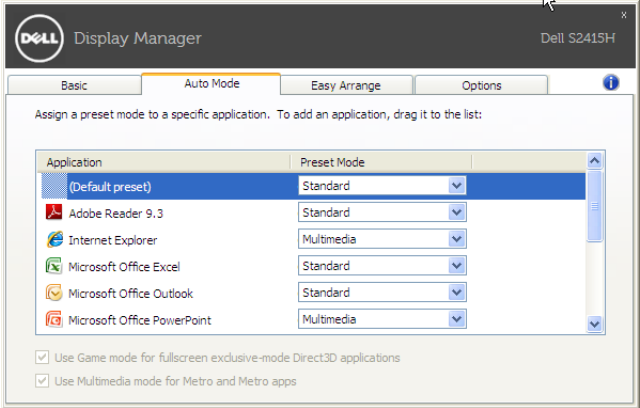 DELL Display Manager x
Dell S2415H
Basic Auto Mode Easy Arrange Options i
Assign a preset mode to a specific application. To add an application, drag it to the list:
Application Preset Mode
(Default preset) Standard
Adobe Reader 9.3 Standard
Internet Explorer Multimedia
Microsoft Office Excel Standard
Microsoft Office Outlook Standard
Microsoft Office PowerPoint Multimedia
Use Game mode for fullscreen exclusive-mode Direct3D applications
Use Multimedia mode for Metro and Metro apps